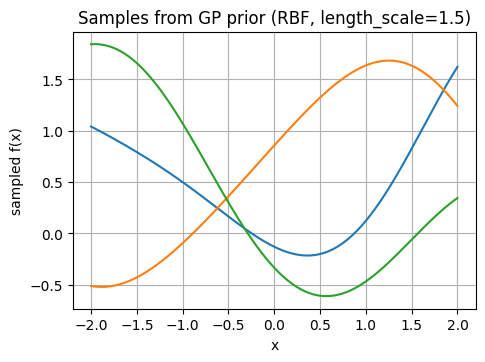 Samples from GP prior (RBF, length_scale=1.5)
sampled f(x)
1.5
1.0
0.5
0.0
−0.5
−2.0 −1.5 −1.0 −0.5 0.0 0.5 1.0 1.5 2.0
x